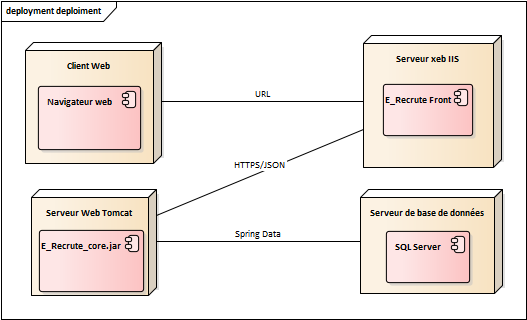 deployment deploiment
Client Web
Navigateur web
URL
Serveur xeb IIS
E_Recrute Front
HTTPS/JSON
Serveur Web Tomcat
E_Recrute_core.jar
Spring Data
Serveur de base de données
SQL Server